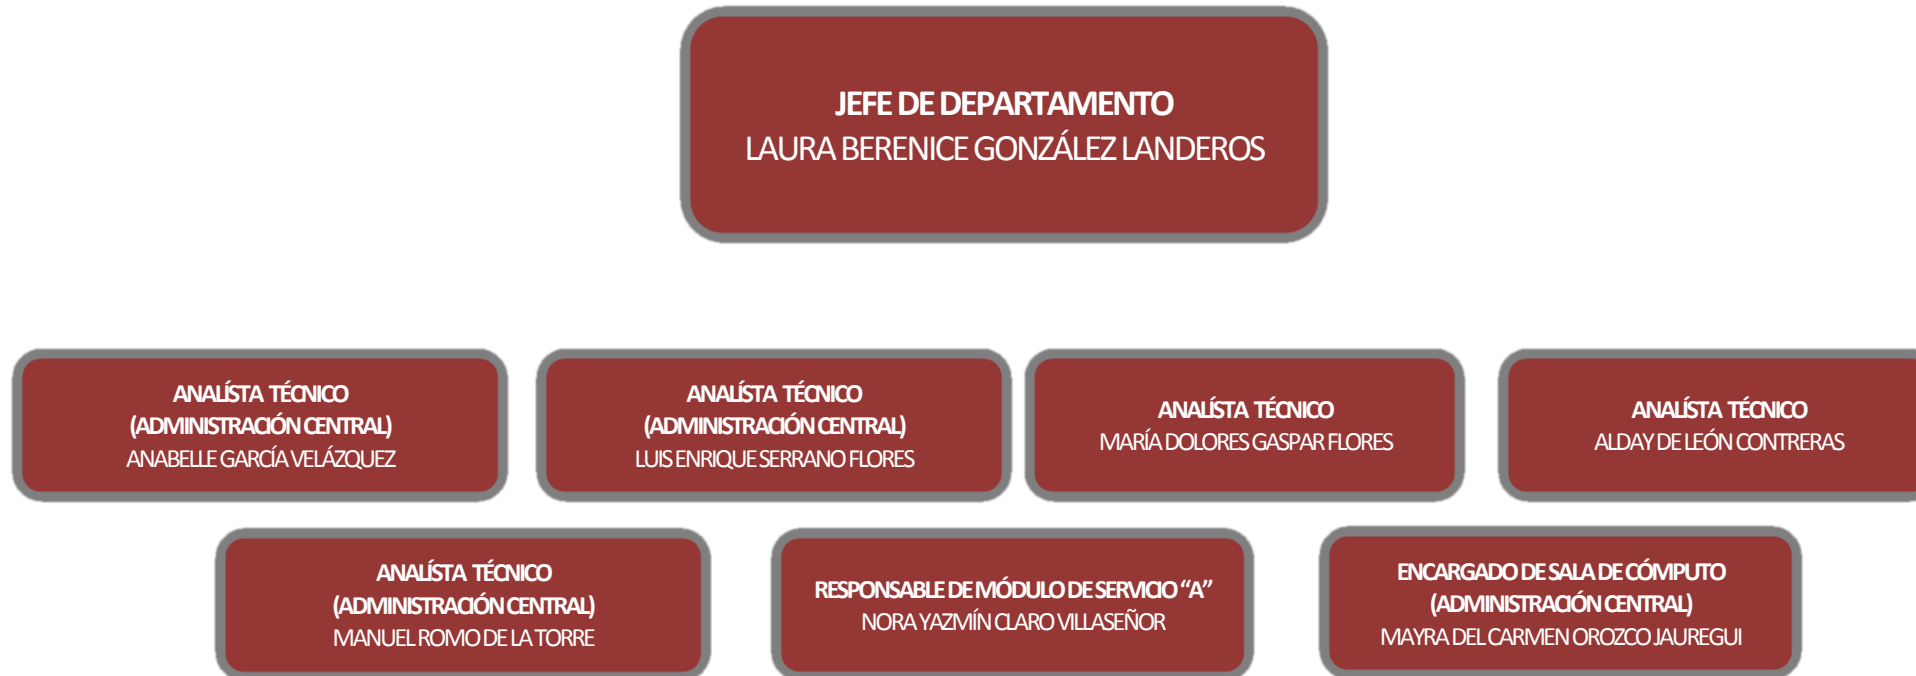 JEFE DE DEPARTAMENTO
LAURA BERENICE GONZÁLEZ LANDEROS
ANALÍSTA TÉCNICO
(ADMINISTRACIÓN CENTRAL)
ANABELLE GARCÍA VELÁZQUEZ
ANALÍSTA TÉCNICO
(ADMINISTRACIÓN CENTRAL)
LUIS ENRIQUE SERRANO FLORES
ANALÍSTA TÉCNICO
MARÍA DOLORES GASPAR FLORES
ANALÍSTA TÉCNICO
ALDAY DE LEÓN CONTRERAS
ANALÍSTA TÉCNICO
(ADMINISTRACIÓN CENTRAL)
MANUEL ROMO DE LA TORRE
RESPONSABLE DE MÓDULO DE SERVICIO “A”
NORA YAZMÍN CLARO VILLASEÑOR
ENCARGADO DE SALA DE CÓMPUTO
(ADMINISTRACIÓN CENTRAL)
MAYRA DEL CARMEN OROZCO JAUREGUI